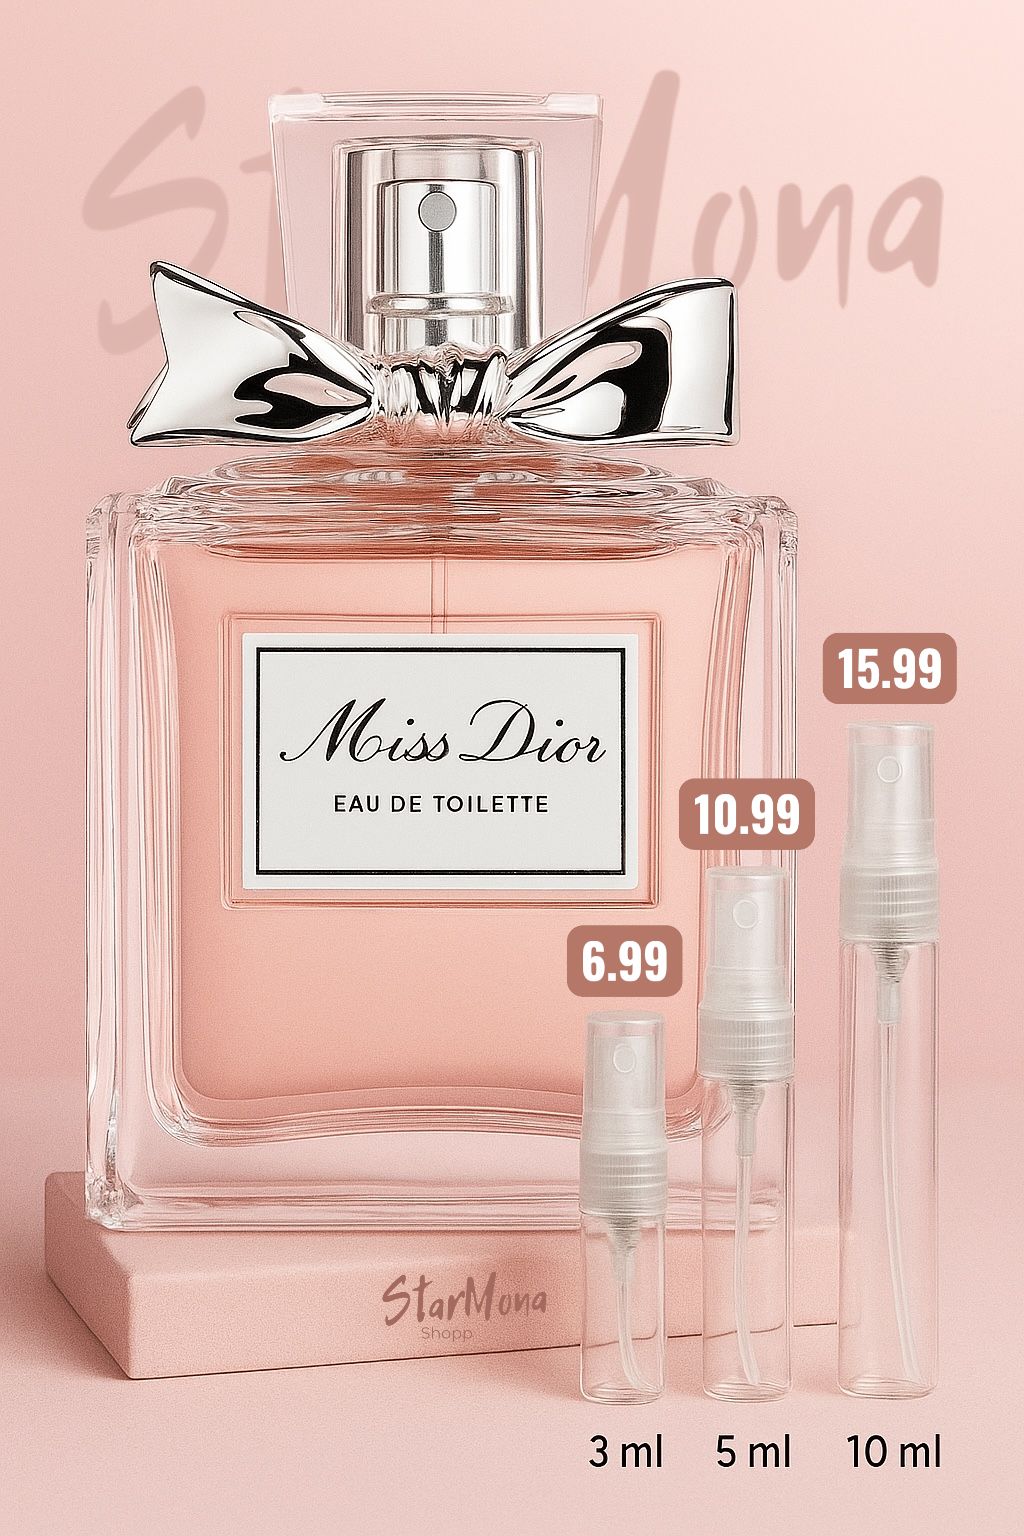 StarMona
Miss Dior
EAU DE TOILETTE
15.99
10.99
6.99
StarMona
Shopp
3 ml 5 ml 10 ml